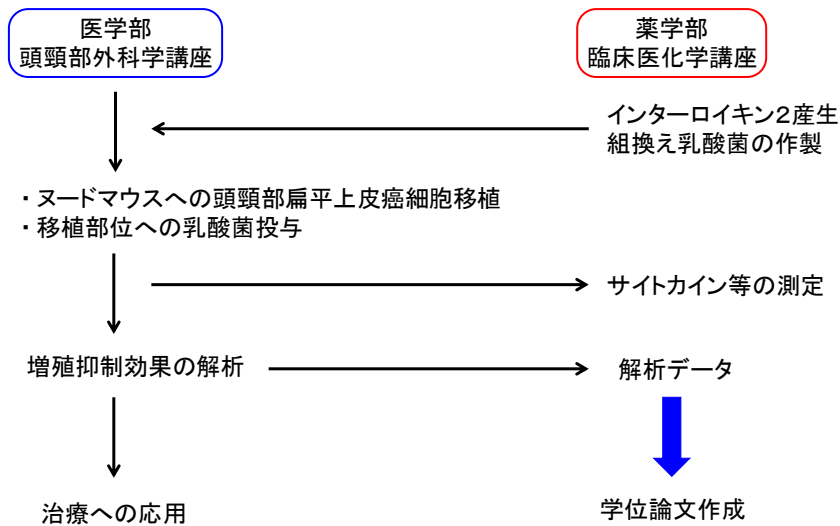 医学部
頭頸部外科学講座
薬学部
臨床医化学講座
インターロイキン2産生
組換え乳酸菌の作製
・ヌードマウスへの頭頸部扁平上皮癌細胞移植
・移植部位への乳酸菌投与
サイトカイン等の測定
増殖抑制効果の解析
解析データ
治療への応用
学位論文作成